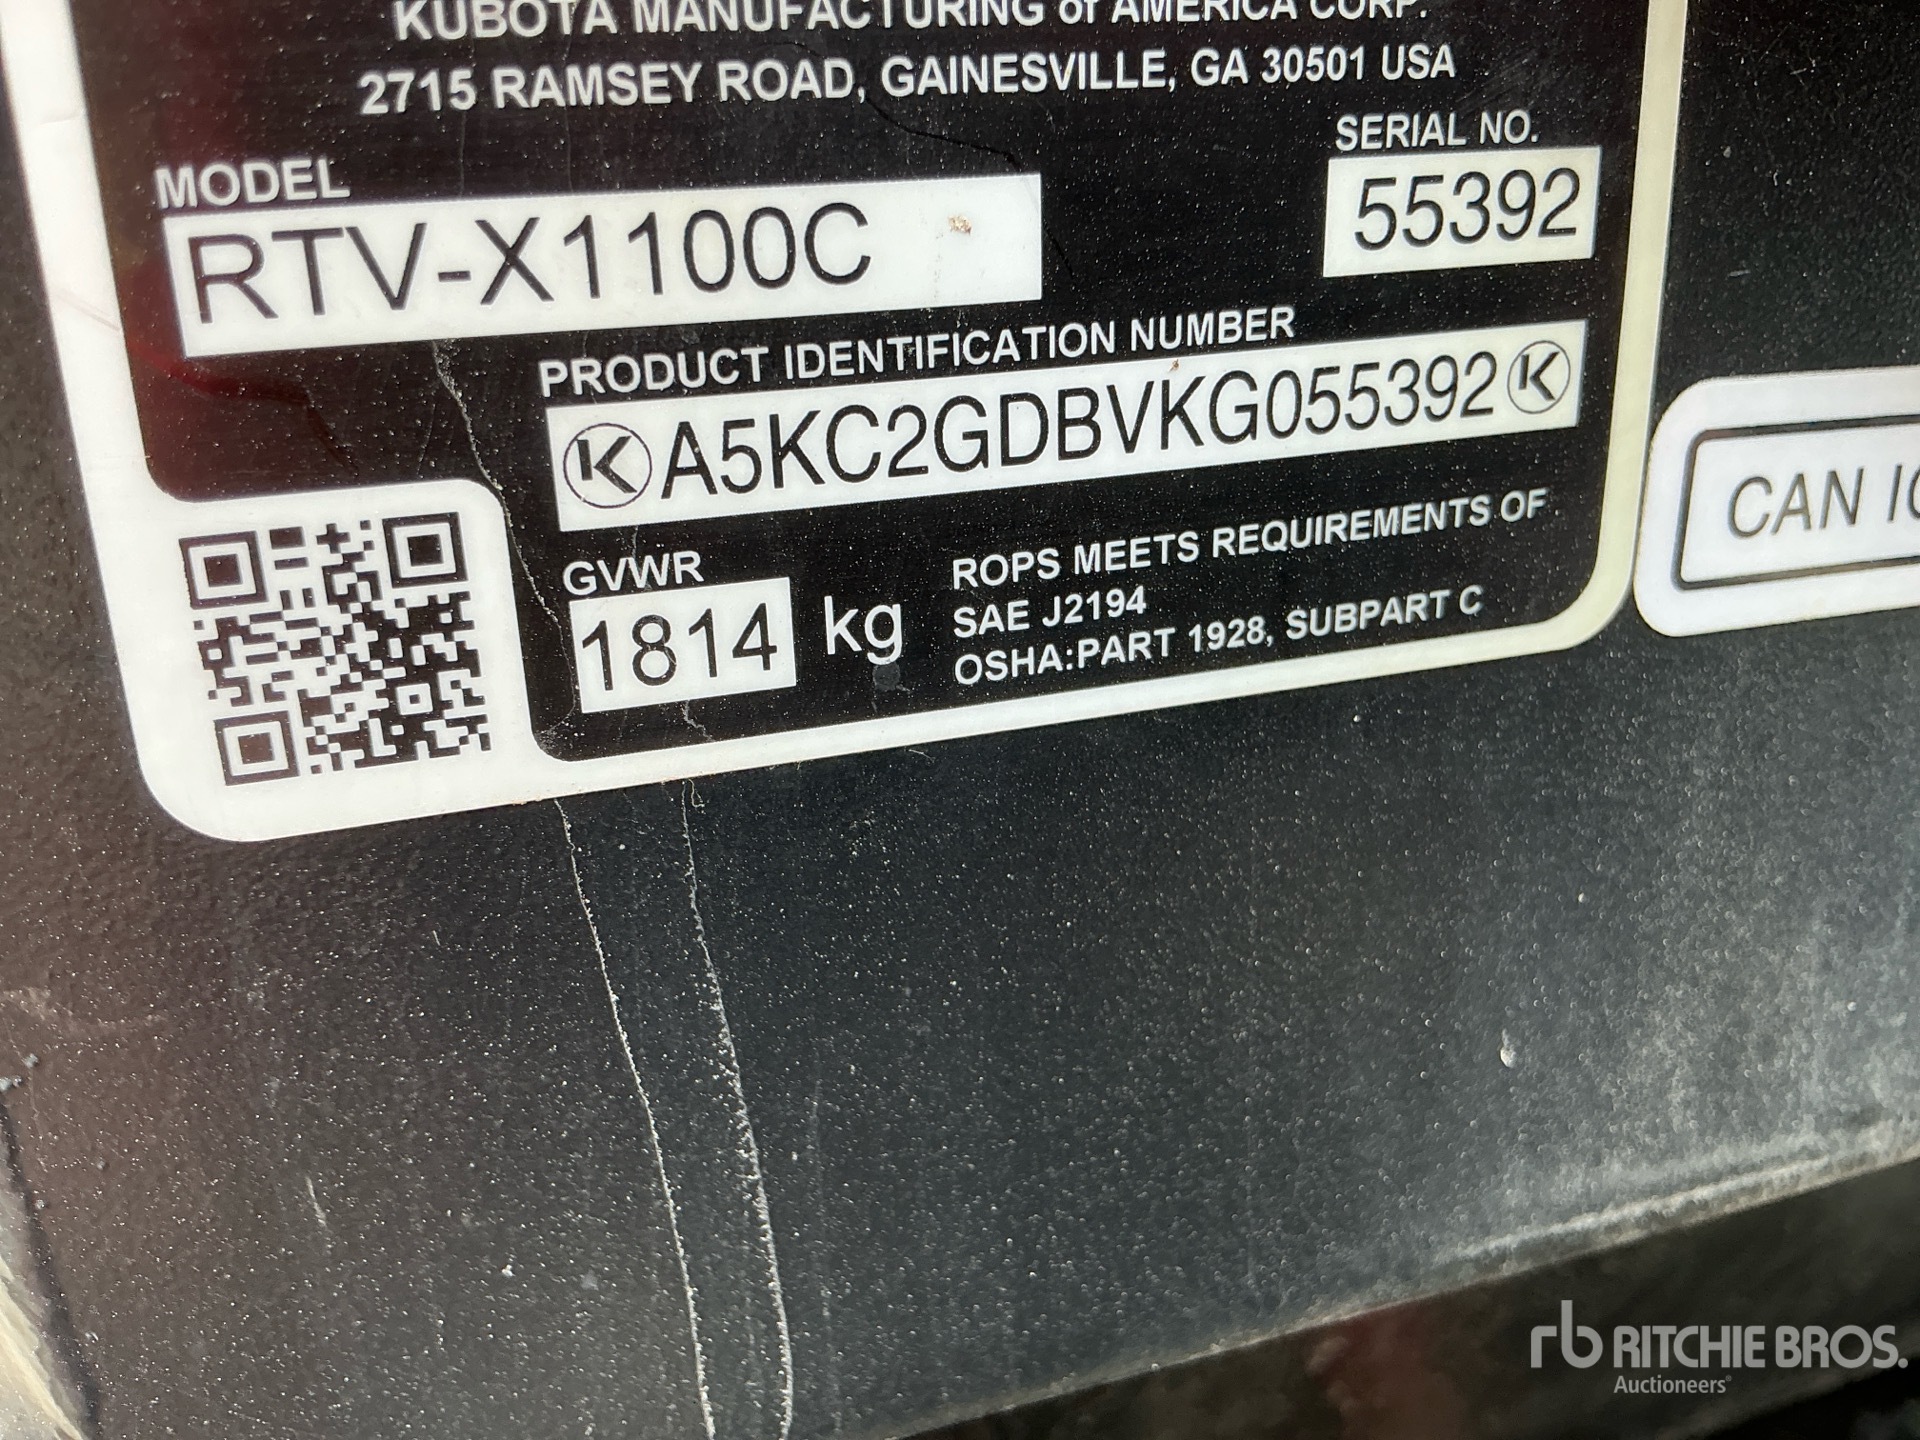 KUBOTA MANUFACTURING of AMERICA CORP.
2715 RAMSEY ROAD, GAINESVILLE, GA 30501 USA
MODEL
RTV-X1100C
SERIAL NO.
55392
PRODUCT IDENTIFICATION NUMBER
K A5KC2GDBVKG055392 K
GVWR
1814 kg
ROPS MEETS REQUIREMENTS OF
SAE J2194
OSHA:PART 1928, SUBPART C
CAN
rb RITCHIE BROS.
Auctioneers